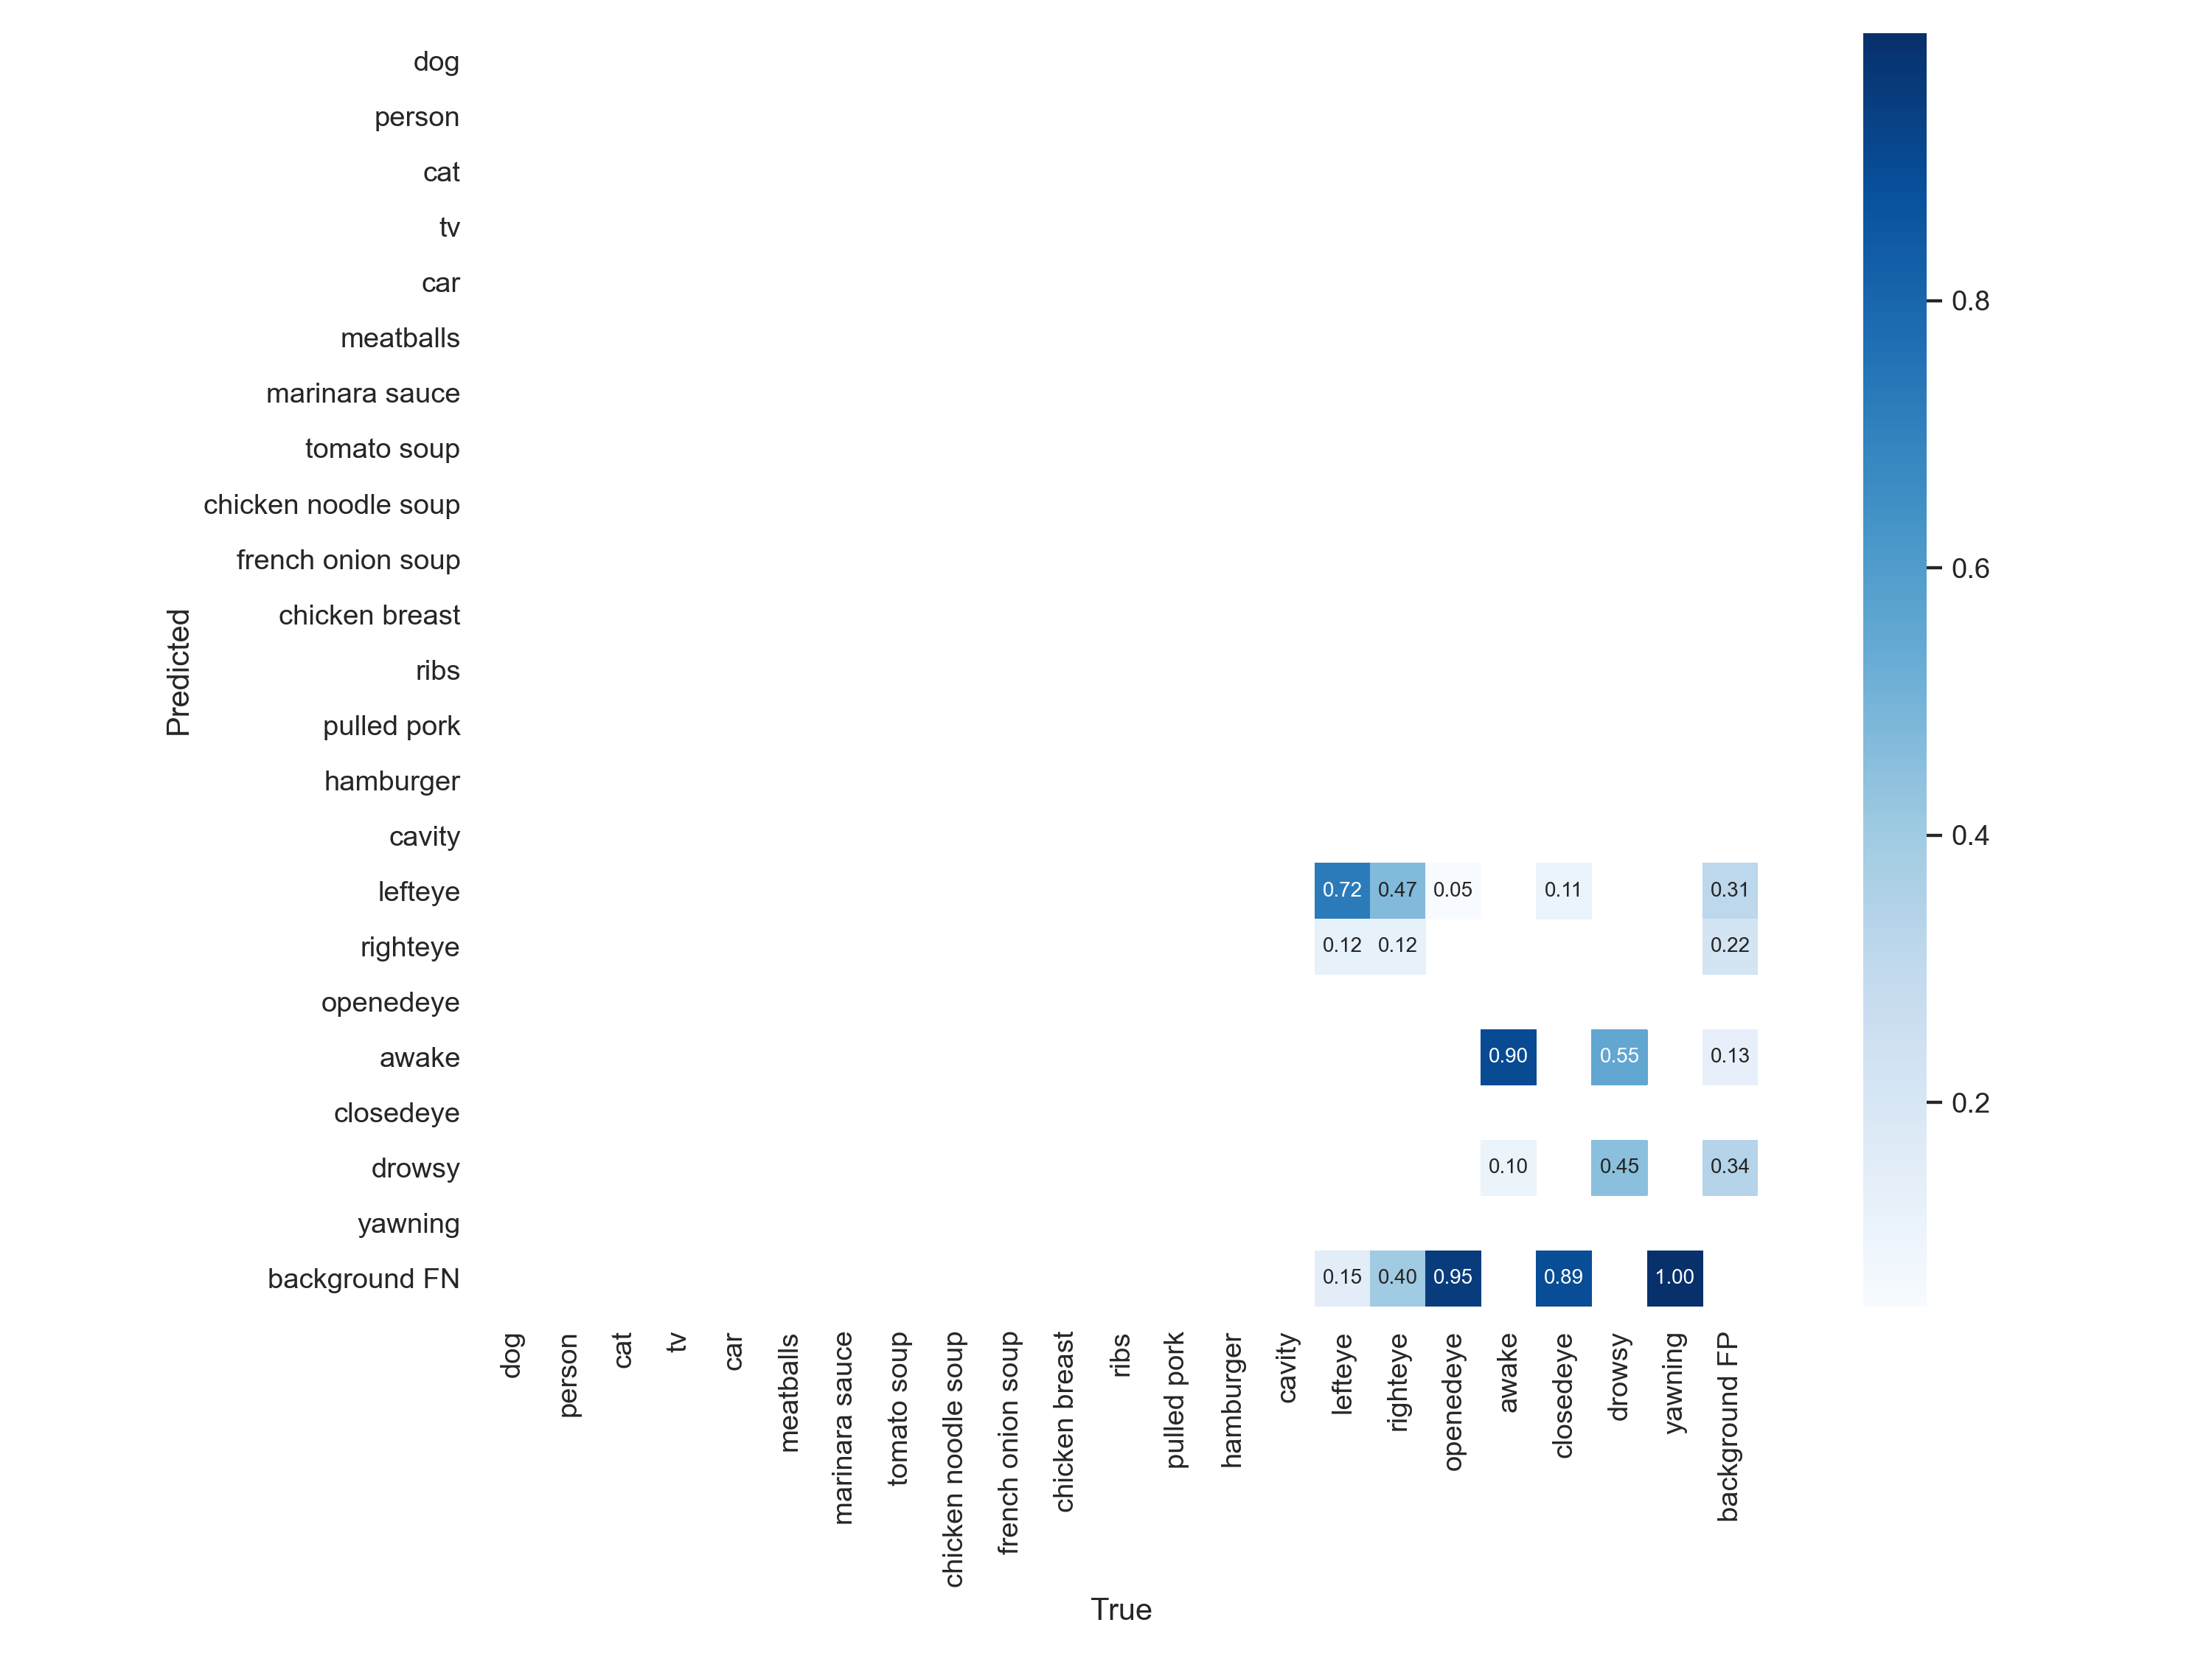 dog
person
cat
tv
car
meatballs
marinara sauce
tomato soup
chicken noodle soup
french onion soup
chicken breast
ribs
pulled pork
hamburger
cavity
lefteye
righteye
openedeye
awake
closedeye
drowsy
yawning
background FN
Predicted
0.72 0.47 0.05 0.11 0.31
0.12 0.12 0.22
0.90 0.55 0.13
0.10 0.45 0.34
0.15 0.40 0.95 0.89 1.00
dog
person
cat
tv
car
meatballs
marinara sauce
tomato soup
chicken noodle soup
french onion soup
chicken breast
ribs
pulled pork
hamburger
cavity
lefteye
righteye
openedeye
awake
closedeye
drowsy
yawning
background FP
True
0.8
0.6
0.4
0.2